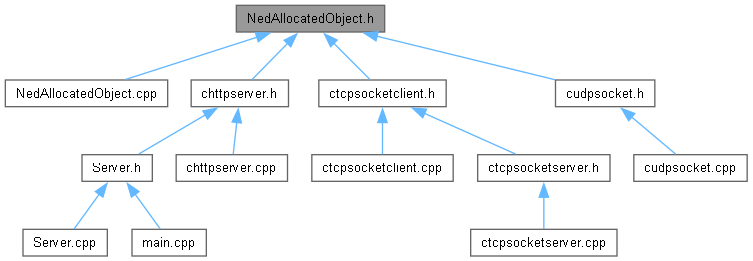 NedAllocatedObject.h
NedAllocatedObject.cpp
chttpserver.h
ctcpsocketclient.h
cudpsocket.h
Server.h
chttpserver.cpp
ctcpsocketclient.cpp
ctcpsocketserver.h
cudpsocket.cpp
Server.cpp
main.cpp
ctcpsocketserver.cpp